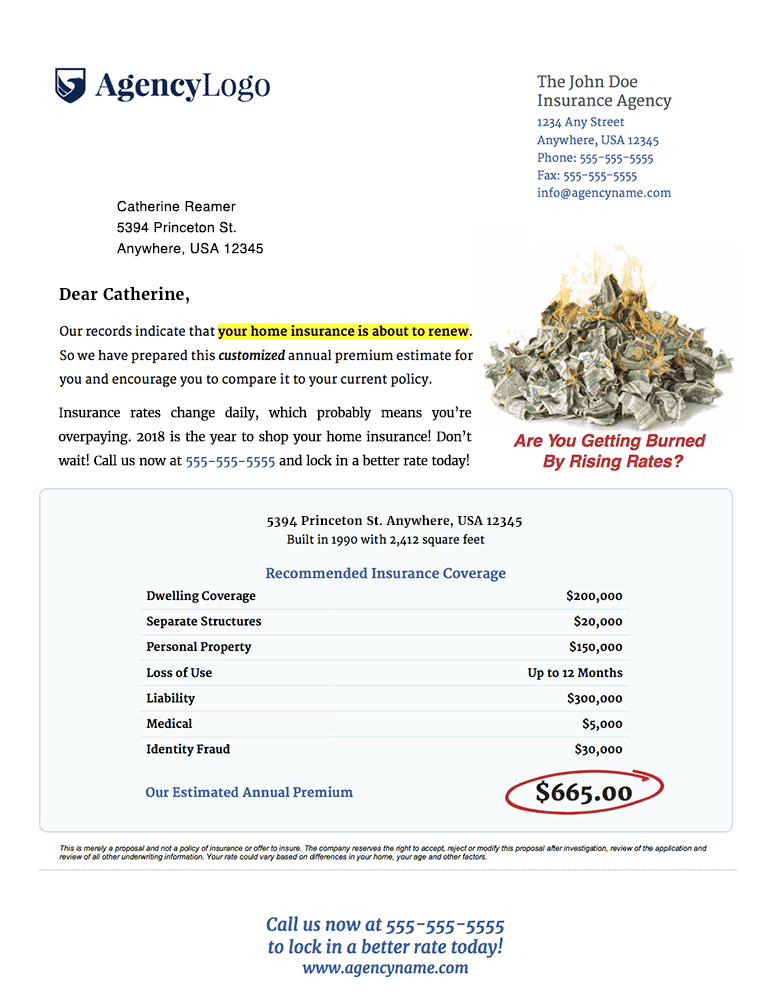 AgencyLogo
The John Doe
Insurance Agency
1234 Any Street
Anywhere, USA 12345
Phone: 555-555-5555
Fax: 555-555-5555
info@agencyname.com
Catherine Reamer
5394 Princeton St.
Anywhere, USA 12345
Dear Catherine,
Our records indicate that your home insurance is about to renew.
So we have prepared this customized annual premium estimate for
you and encourage you to compare it to your current policy.
Insurance rates change daily, which probably means you're
overpaying. 2018 is the year to shop your home insurance! Don't
wait! Call us now at 555-555-5555 and lock in a better rate today!
Are You Getting Burned
By Rising Rates?
5394 Princeton St. Anywhere, USA 12345
Built in 1990 with 2,412 square feet
Recommended Insurance Coverage
Dwelling Coverage $200,000
Separate Structures $20,000
Personal Property $150,000
Loss of Use Up to 12 Months
Liability $300,000
Medical $5,000
Identity Fraud $30,000
Our Estimated Annual Premium $665.00
This is merely a proposal and not a policy of insurance or offer to insure. The company reserves the right to accept, reject or modify this proposal after investigation, review of the application and
review of all other underwriting information. Your rate could vary based on differences in your home, your age and other factors.
Call us now at 555-555-5555
to lock in a better rate today!
www.agencyname.com